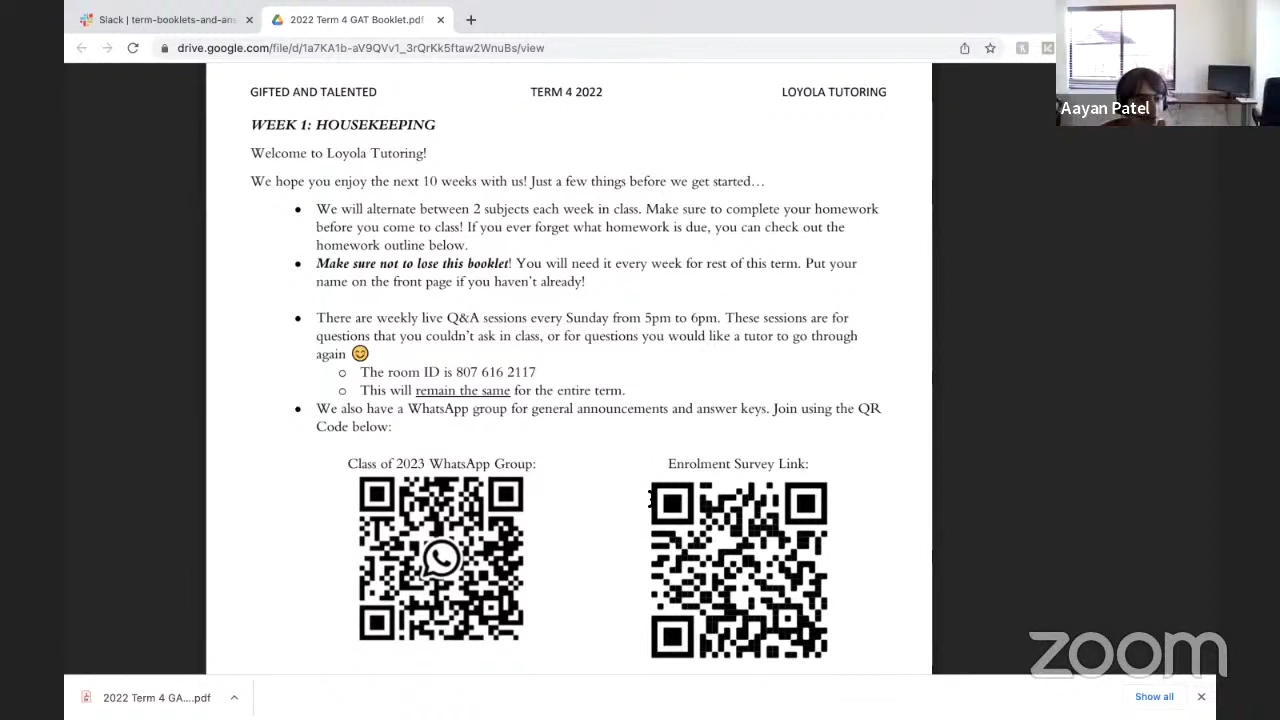 Slack | term-booklets-and-ans
2022 Term 4 GAT Booklet.pdf
Aayan Patel
GIFTED AND TALENTED TERM 4 2022 LOYOLA TUTORING
WEEK 1: HOUSEKEEPING
Welcome to Loyola Tutoring!
We hope you enjoy the next 10 weeks with us! Just a few things before we get started…
• We will alternate between 2 subjects each week in class. Make sure to complete your homework
before you come to class! If you ever forget what homework is due, you can check out the
homework outline below.
• Make sure not to lose this booklet! You will need it every week for rest of this term. Put your
name on the front page if you haven't already!
• There are weekly live Q&A sessions every Sunday from 5pm to 6pm. These sessions are for
questions that you couldn't ask in class, or for questions you would like a tutor to go through
again 😊
o The room ID is 807 616 2117
o This will remain the same for the entire term.
• We also have a WhatsApp group for general announcements and answer keys. Join using the QR
Code below:
Class of 2023 WhatsApp Group: Enrolment Survey Link:
zoom
2022 Term 4 GA....pdf
Show all